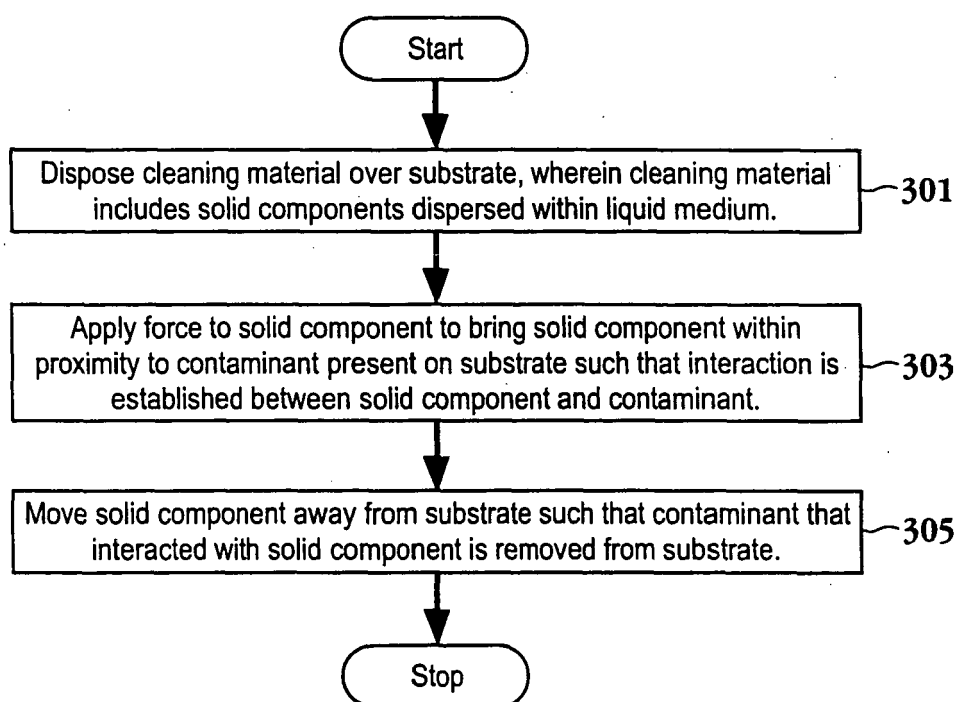 Start
Dispose cleaning material over substrate, wherein cleaning material
includes solid components dispersed within liquid medium.
301
Apply force to solid component to bring solid component within
proximity to contaminant present on substrate such that interaction is
established between solid component and contaminant.
303
Move solid component away from substrate such that contaminant that
interacted with solid component is removed from substrate.
305
Stop